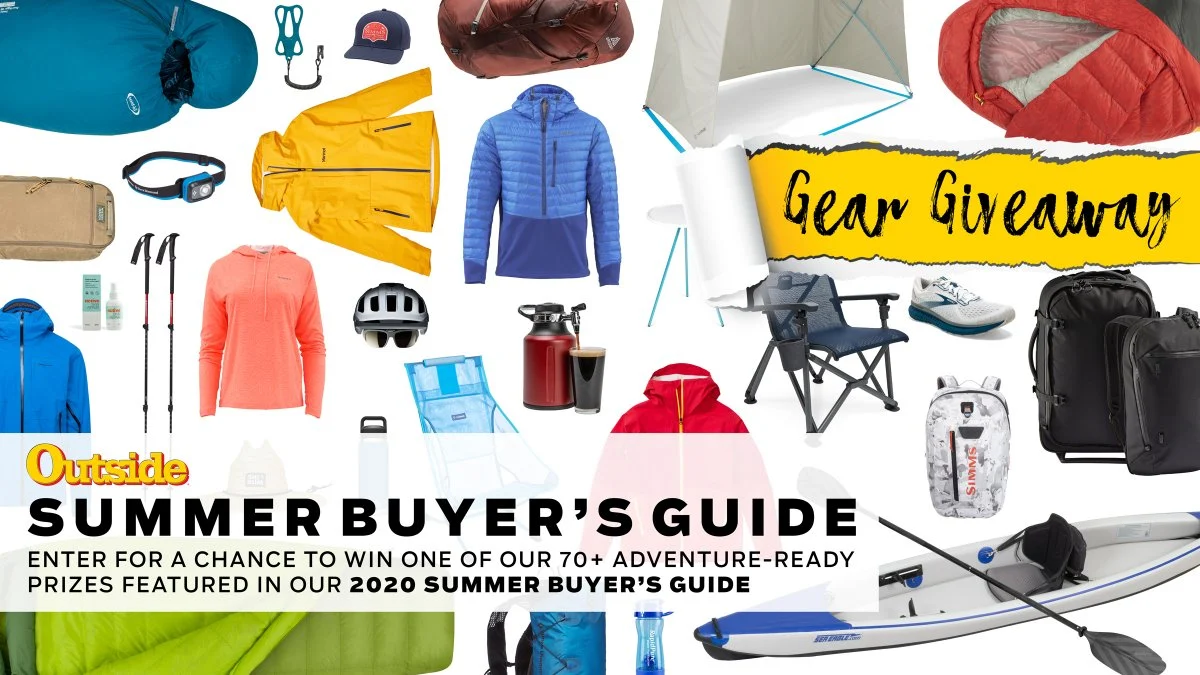 Gear Giveaway
SIMMS
Outside
SUMMER BUYER'S GUIDE
ENTER FOR A CHANCE TO WIN ONE OF OUR 70+ ADVENTURE-READY
PRIZES FEATURED IN OUR 2020 SUMMER BUYER'S GUIDE
SEA EAGLE.com